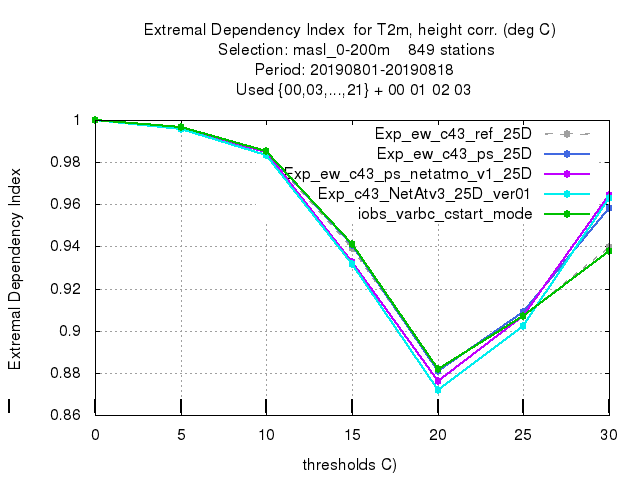 Extremal Dependency Index for T2m, height corr. (deg C)
Selection: masl_0-200m 849 stations
Period: 20190801-20190818
Used {00,03,...,21} + 00 01 02 03
Extremal Dependency Index
1
0.98
0.96
0.94
0.92
0.9
0.88
0.86
Exp_ew_c43_ref_25D
Exp_ew_c43_ps_25D
Exp_ew_c43_ps_netatmo_v1_25D
Exp_c43_NetAtv3_25D_ver01
iobs_varbc_cstart_mode
0 5 10 15 20 25 30
thresholds C)